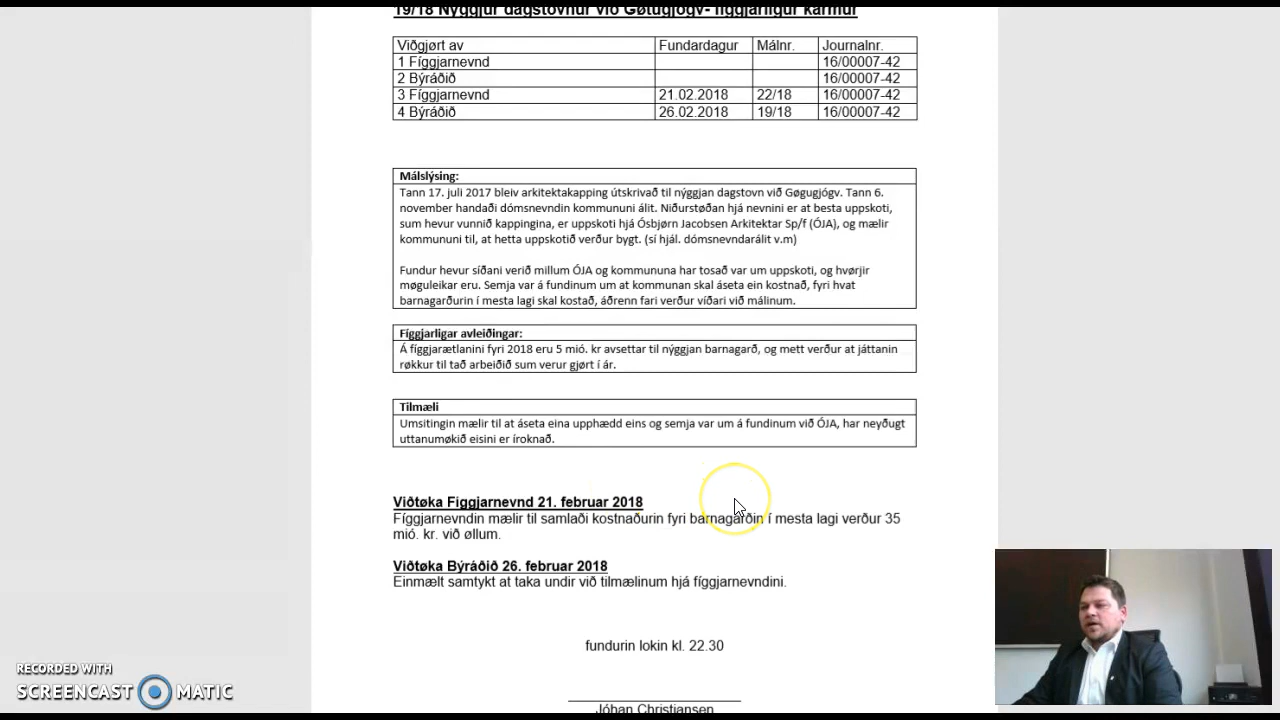 19/18 Nýggjur dagstovnur við Gøtugjógv- fíggjarligur karmur
Viðgjørt av Fundardagur Málnr. Journalnr.
1 Fíggjarnevnd 16/00007-42
2 Býráðið 16/00007-42
3 Fíggjarnevnd 21.02.2018 22/18 16/00007-42
4 Býráðið 26.02.2018 19/18 16/00007-42
Málslýsing:
Tann 17. juli 2017 bleiv arkitektakapping útskrivað til nýggjan dagstovn við Gøgugjógv. Tann 6.
november handaði dómsnevndin kommununi álit. Niðurstøðan hjá nevnini er at besta uppskoti,
sum hevur vunnið kappingina, er uppskoti hjá Ósbjørn Jacobsen Arkitektar Sp/f (ÓJA), og mælir
kommununi til, at hetta uppskotið verður bygt. (sí hjál. dómsnevndarálit v.m)
Fundur hevur síðani verið millum ÓJA og kommununa har tosað var um uppskoti, og hvørjir
møguleikar eru. Semja var á fundinum um at kommunan skal áseta ein kostnað, fyri hvat
barnagarðurin í mesta lagi skal kostað, áðrenn fari verður víðari við málinum.
Fíggjarligar avleiðingar:
Á fíggjarætlanini fyri 2018 eru 5 mió. kr avsettar til nýggjan barnagarð, og mett verður at játtanin
røkkur til tað arbeiðið sum verur gjørt í ár.
Tilmæli
Umsitingin mælir til at áseta eina upphædd eins og semja var um á fundinum við ÓJA, har neyðugt
uttanumøkið eisini er íroknað.
Viðtøka Fíggjarnevnd 21. februar 2018
Fíggjarnevndin mælir til samlaði kostnaðurin fyri barnagarðin í mesta lagi verður 35
mió. kr. við øllum.
Viðtøka Býráðið 26. februar 2018
Einmælt samtykt at taka undir við tilmælinum hjá fíggjarnevndini.
fundurin lokin kl. 22.30
Jóhan Christiansen
RECORDED WITH
SCREENCAST MATIC